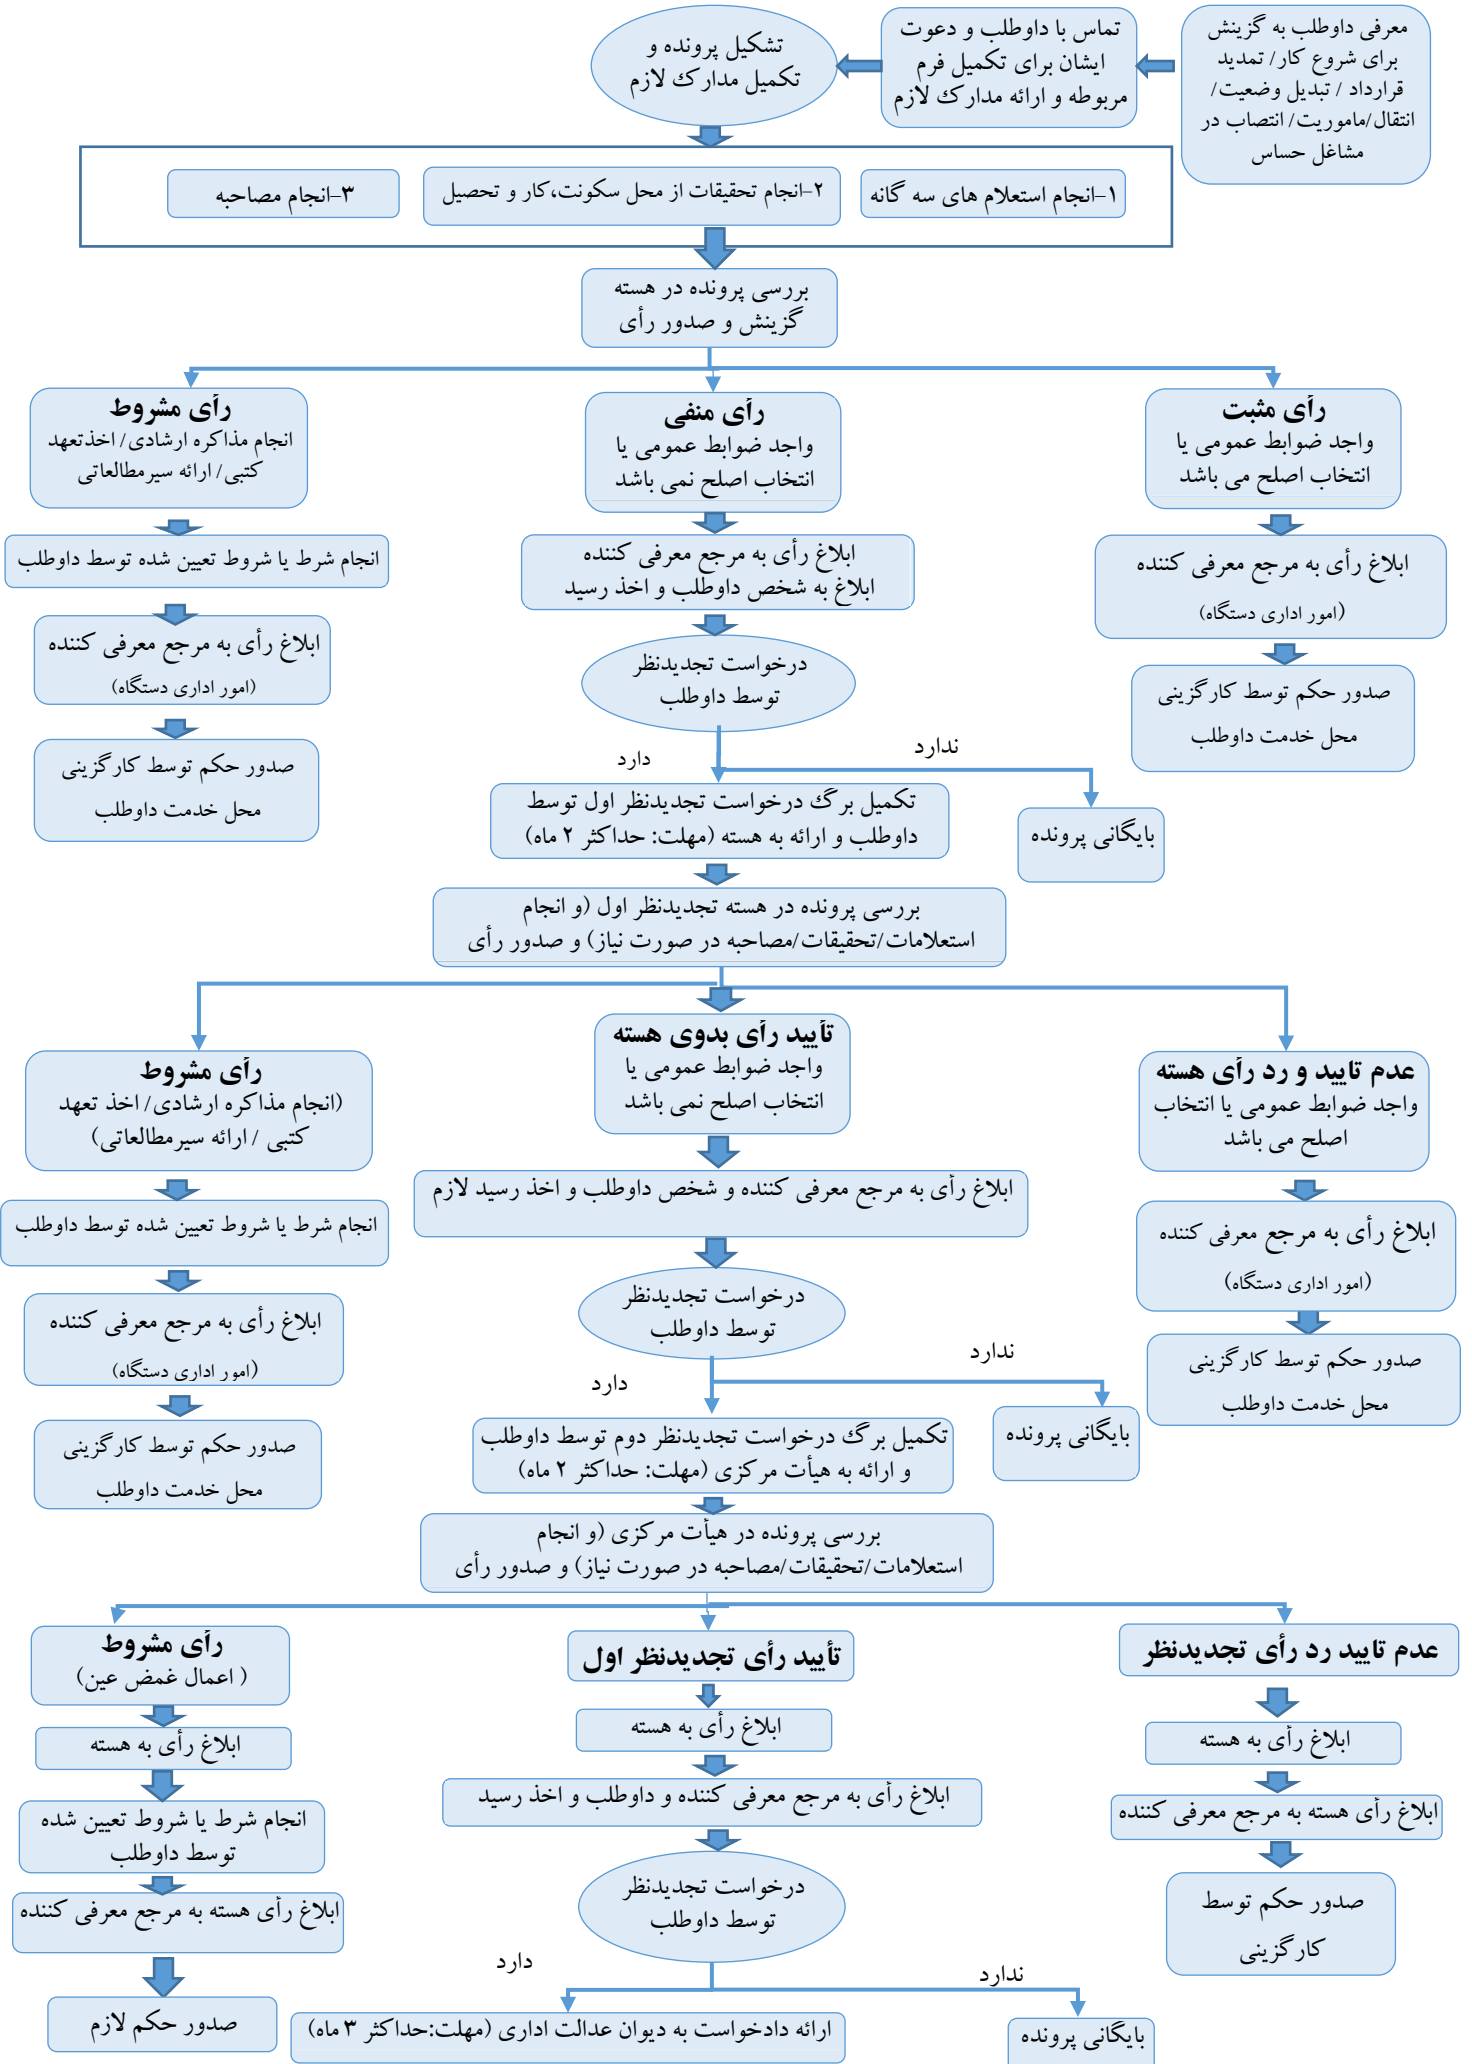 معرفی داوطلب به گزینش
برای شروع کار/ تمدید
قرارداد / تبدیل وضعیت/
انتقال/ماموریت/ انتصاب در
مشاغل حساس
تماس با داوطلب و دعوت
ایشان برای تکمیل فرم
مربوطه و ارائه مدارک لازم
تشکیل پرونده و
تکمیل مدارک لازم
۱-انجام استعلام های سه گانه
۲-انجام تحقیقات از محل سکونت،کار و تحصیل
۳-انجام مصاحبه
بررسی پرونده در هسته
گزینش و صدور رأی
رأی مثبت
واجد ضوابط عمومی یا
انتخاب اصلح می باشد
ابلاغ رأی به مرجع معرفی کننده
(امور اداری دستگاه)
صدور حکم توسط کارگزینی
محل خدمت داوطلب
رأی منفی
واجد ضوابط عمومی یا
انتخاب اصلح نمی باشد
ابلاغ رأی به مرجع معرفی کننده
ابلاغ به شخص داوطلب و اخذ رسید
درخواست تجدیدنظر
توسط داوطلب
رأی مشروط
انجام مذاکره ارشادی/ اخذتعهد
کتبی/ ارائه سیرمطالعاتی
انجام شرط یا شروط تعیین شده توسط داوطلب
ابلاغ رأی به مرجع معرفی کننده
(امور اداری دستگاه)
صدور حکم توسط کارگزینی
محل خدمت داوطلب
ندارد
دارد
بایگانی پرونده
تکمیل برگ درخواست تجدیدنظر اول توسط
داوطلب و ارائه به هسته (مهلت: حداکثر ۲ ماه)
بررسی پرونده در هسته تجدیدنظر اول (و انجام
استعلامات/تحقیقات/مصاحبه در صورت نیاز) و صدور رأی
عدم تایید و رد رأی هسته
واجد ضوابط عمومی یا انتخاب
اصلح می باشد
ابلاغ رأی به مرجع معرفی کننده
(امور اداری دستگاه)
صدور حکم توسط کارگزینی
محل خدمت داوطلب
تأیید رأی بدوی هسته
واجد ضوابط عمومی یا
انتخاب اصلح نمی باشد
ابلاغ رأی به مرجع معرفی کننده و شخص داوطلب و اخذ رسید لازم
درخواست تجدیدنظر
توسط داوطلب
رأی مشروط
(انجام مذاکره ارشادی/ اخذ تعهد
کتبی / ارائه سیرمطالعاتی)
انجام شرط یا شروط تعیین شده توسط داوطلب
ابلاغ رأی به مرجع معرفی کننده
(امور اداری دستگاه)
صدور حکم توسط کارگزینی
محل خدمت داوطلب
ندارد
دارد
بایگانی پرونده
تکمیل برگ درخواست تجدیدنظر دوم توسط داوطلب
و ارائه به هیأت مرکزی (مهلت: حداکثر ۲ ماه)
بررسی پرونده در هیأت مرکزی (و انجام
استعلامات/تحقیقات/مصاحبه در صورت نیاز) و صدور رأی
عدم تایید رد رأی تجدیدنظر
ابلاغ رأی به هسته
ابلاغ رأی هسته به مرجع معرفی کننده
صدور حکم توسط
کارگزینی
تأیید رأی تجدیدنظر اول
ابلاغ رأی به هسته
ابلاغ رأی به مرجع معرفی کننده و داوطلب و اخذ رسید
درخواست تجدیدنظر
توسط داوطلب
رأی مشروط
( اعمال غمض عین)
ابلاغ رأی به هسته
انجام شرط یا شروط تعیین شده
توسط داوطلب
ابلاغ رأی هسته به مرجع معرفی کننده
صدور حکم لازم
ندارد
دارد
بایگانی پرونده
ارائه دادخواست به دیوان عدالت اداری (مهلت:حداکثر ۳ ماه)